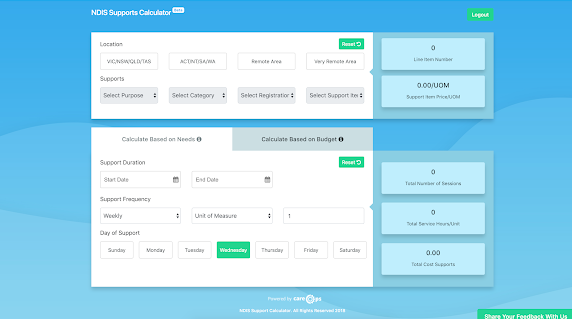 NDIS Supports Calculator
Logout
Location
Reset
VIC/NSW/QLD/TAS
ACT/NT/SA/WA
Remote Area
Very Remote Area
Supports
Select Purpose
Select Category
Select Registration
Select Support Ite
0
Line Item Number
0.00/UOM
Support Item Price/UOM
Calculate Based on Needs
Calculate Based on Budget
Support Duration
Reset
Start Date
End Date
Support Frequency
Weekly
Unit of Measure
1
Day of Support
Sunday
Monday
Tuesday
Wednesday
Thursday
Friday
Saturday
0
Total Number of Sessions
0
Total Service Hours/Unit
0.00
Total Cost Supports
Powered by care ps
NDIS Support Calculator. All Rights Reserved 2019
Share Your Feedback With Us